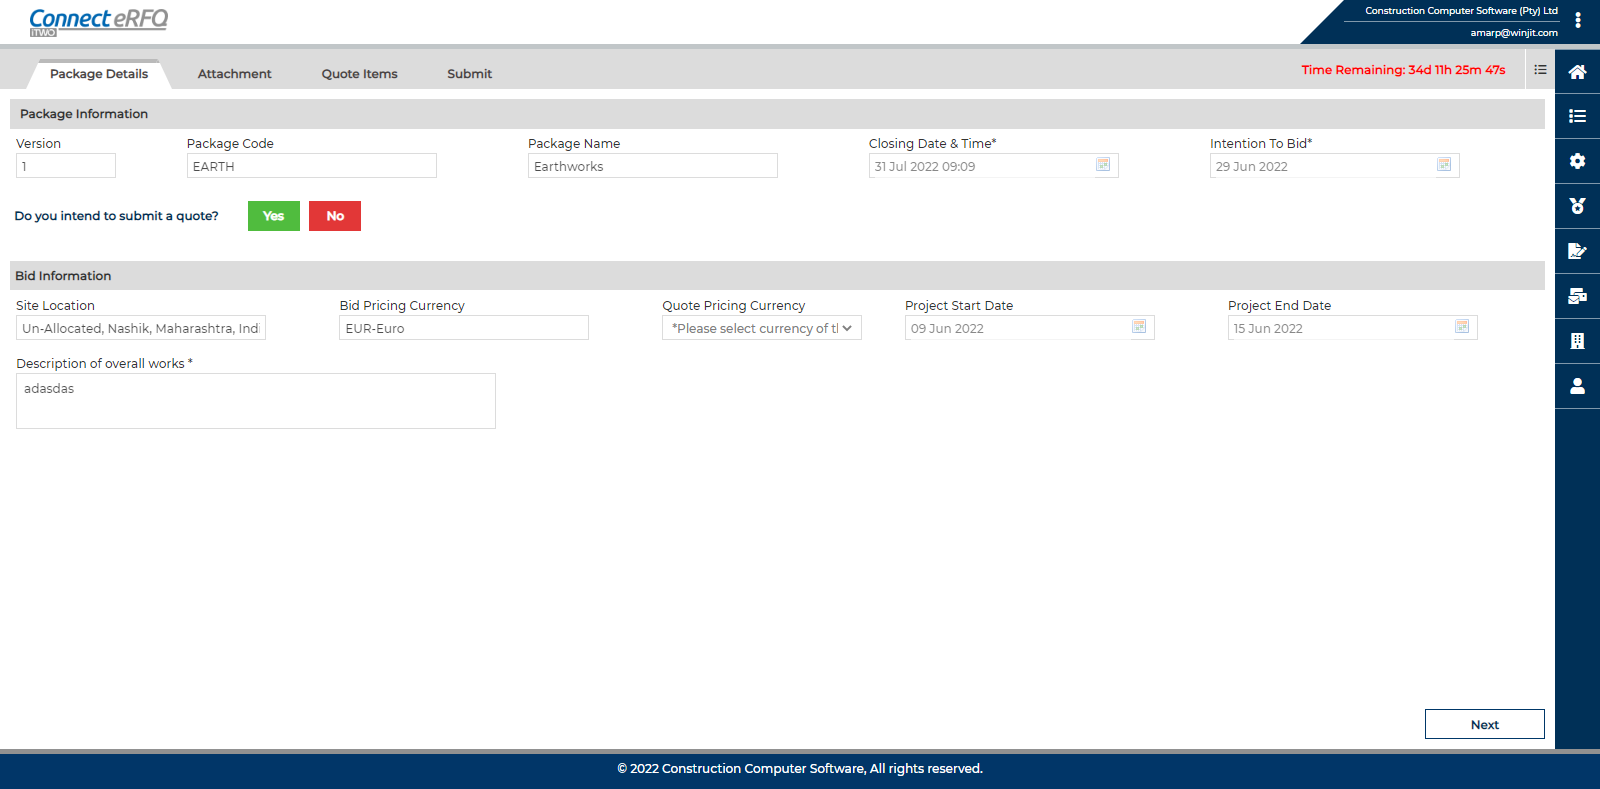 Connect eRFQ
iTWO
Construction Computer Software (Pty) Ltd
amarp@winjit.com
Package Details
Attachment
Quote Items
Submit
Time Remaining: 34d 11h 25m 47s
Package Information
Version
Package Code
Package Name
Closing Date & Time*
Intention To Bid*
1
EARTH
Earthworks
31 Jul 2022 09:09
29 Jun 2022
Do you intend to submit a quote?
Yes
No
Bid Information
Site Location
Bid Pricing Currency
Quote Pricing Currency
Project Start Date
Project End Date
Un-Allocated, Nashik, Maharashtra, Indi
EUR-Euro
*Please select currency of tl
09 Jun 2022
15 Jun 2022
Description of overall works *
adasdas
Next
© 2022 Construction Computer Software, All rights reserved.